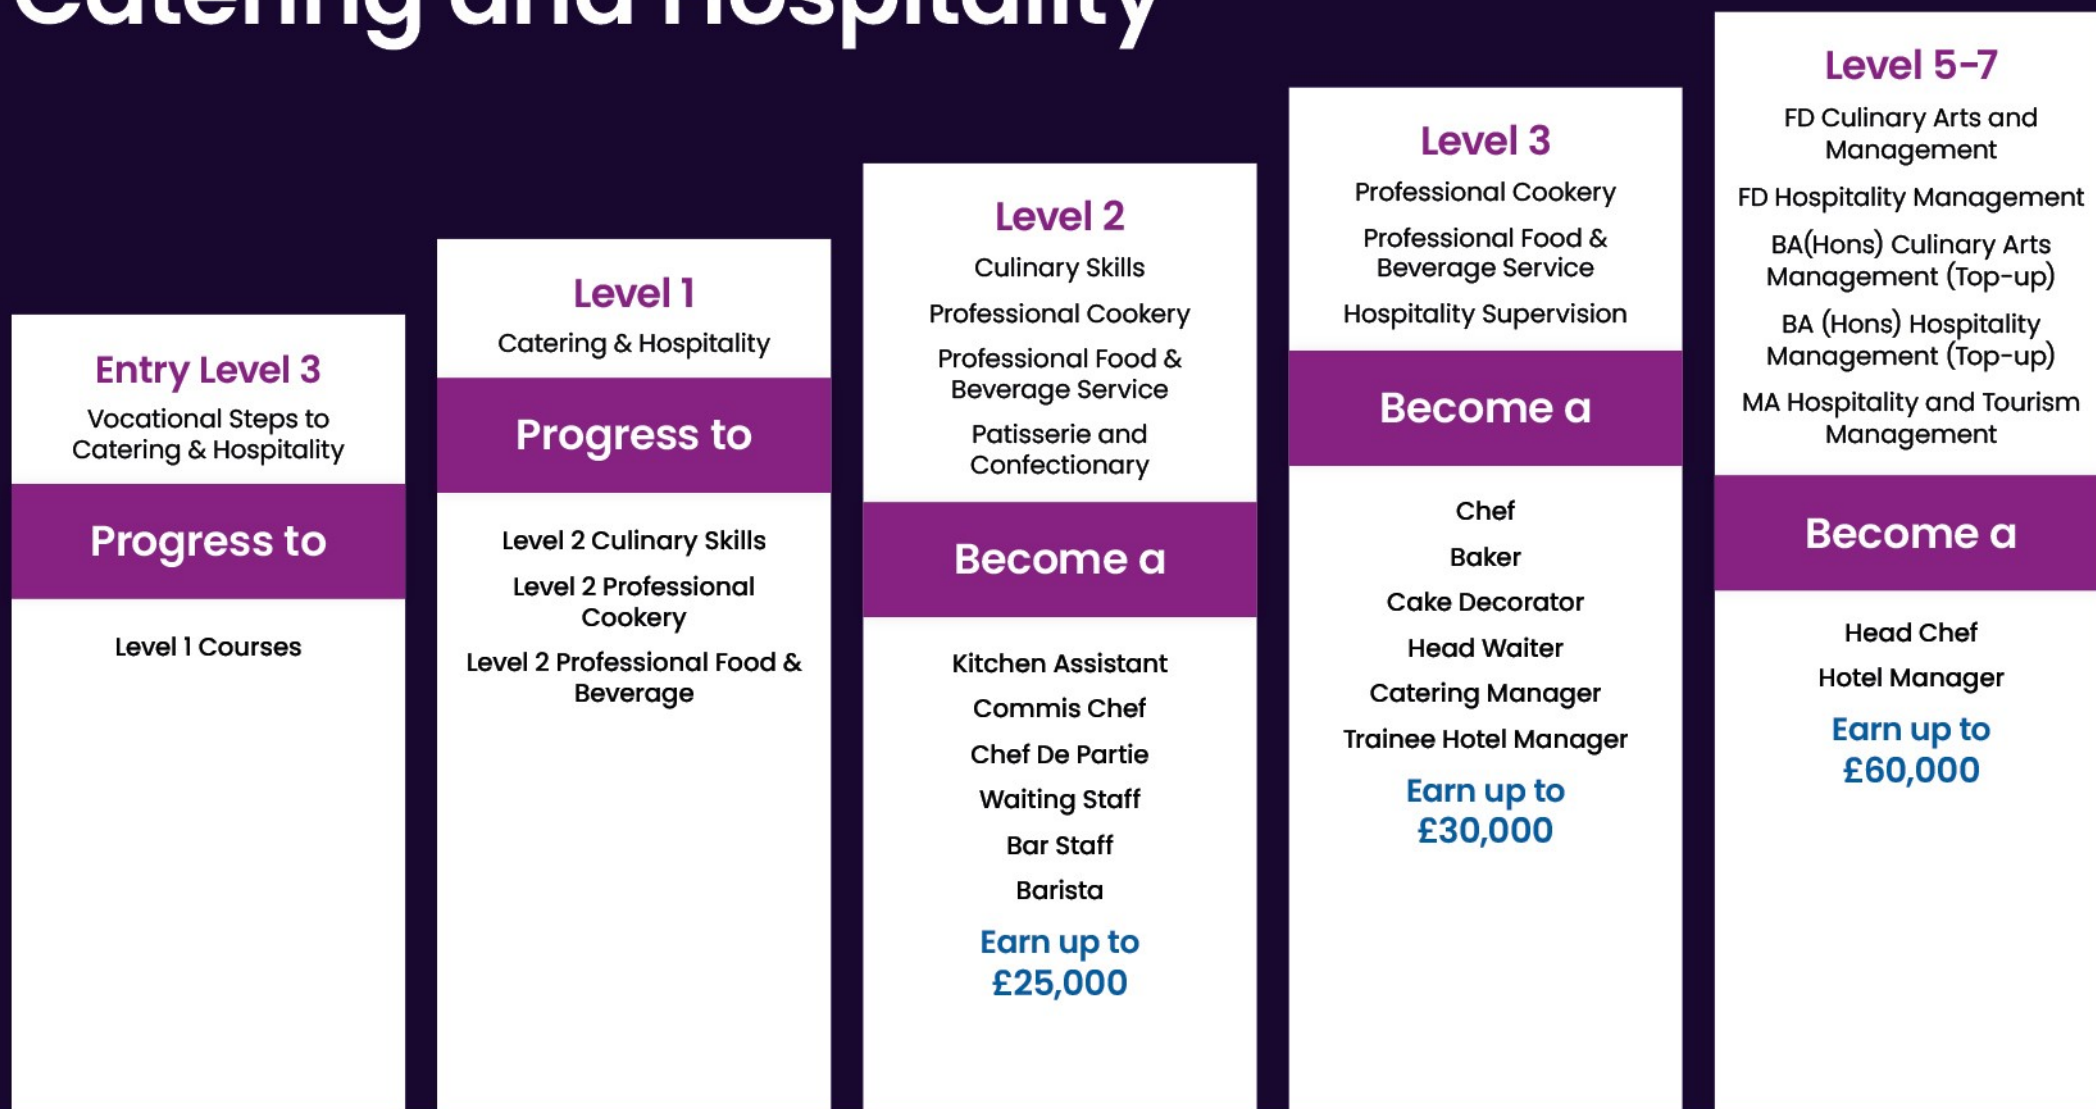 Catering and Hospitality
Entry Level 3
Vocational Steps to
Catering & Hospitality
Progress to
Level 1 Courses
Level 1
Catering & Hospitality
Progress to
Level 2 Culinary Skills
Level 2 Professional
Cookery
Level 2 Professional Food &
Beverage
Level 2
Culinary Skills
Professional Cookery
Professional Food &
Beverage Service
Patisserie and
Confectionary
Become a
Kitchen Assistant
Commis Chef
Chef De Partie
Waiting Staff
Bar Staff
Barista
Earn up to
£25,000
Level 3
Professional Cookery
Professional Food &
Beverage Service
Hospitality Supervision
Become a
Chef
Baker
Cake Decorator
Head Waiter
Catering Manager
Trainee Hotel Manager
Earn up to
£30,000
Level 5-7
FD Culinary Arts and
Management
FD Hospitality Management
BA(Hons) Culinary Arts
Management (Top-up)
BA (Hons) Hospitality
Management (Top-up)
MA Hospitality and Tourism
Management
Become a
Head Chef
Hotel Manager
Earn up to
£60,000